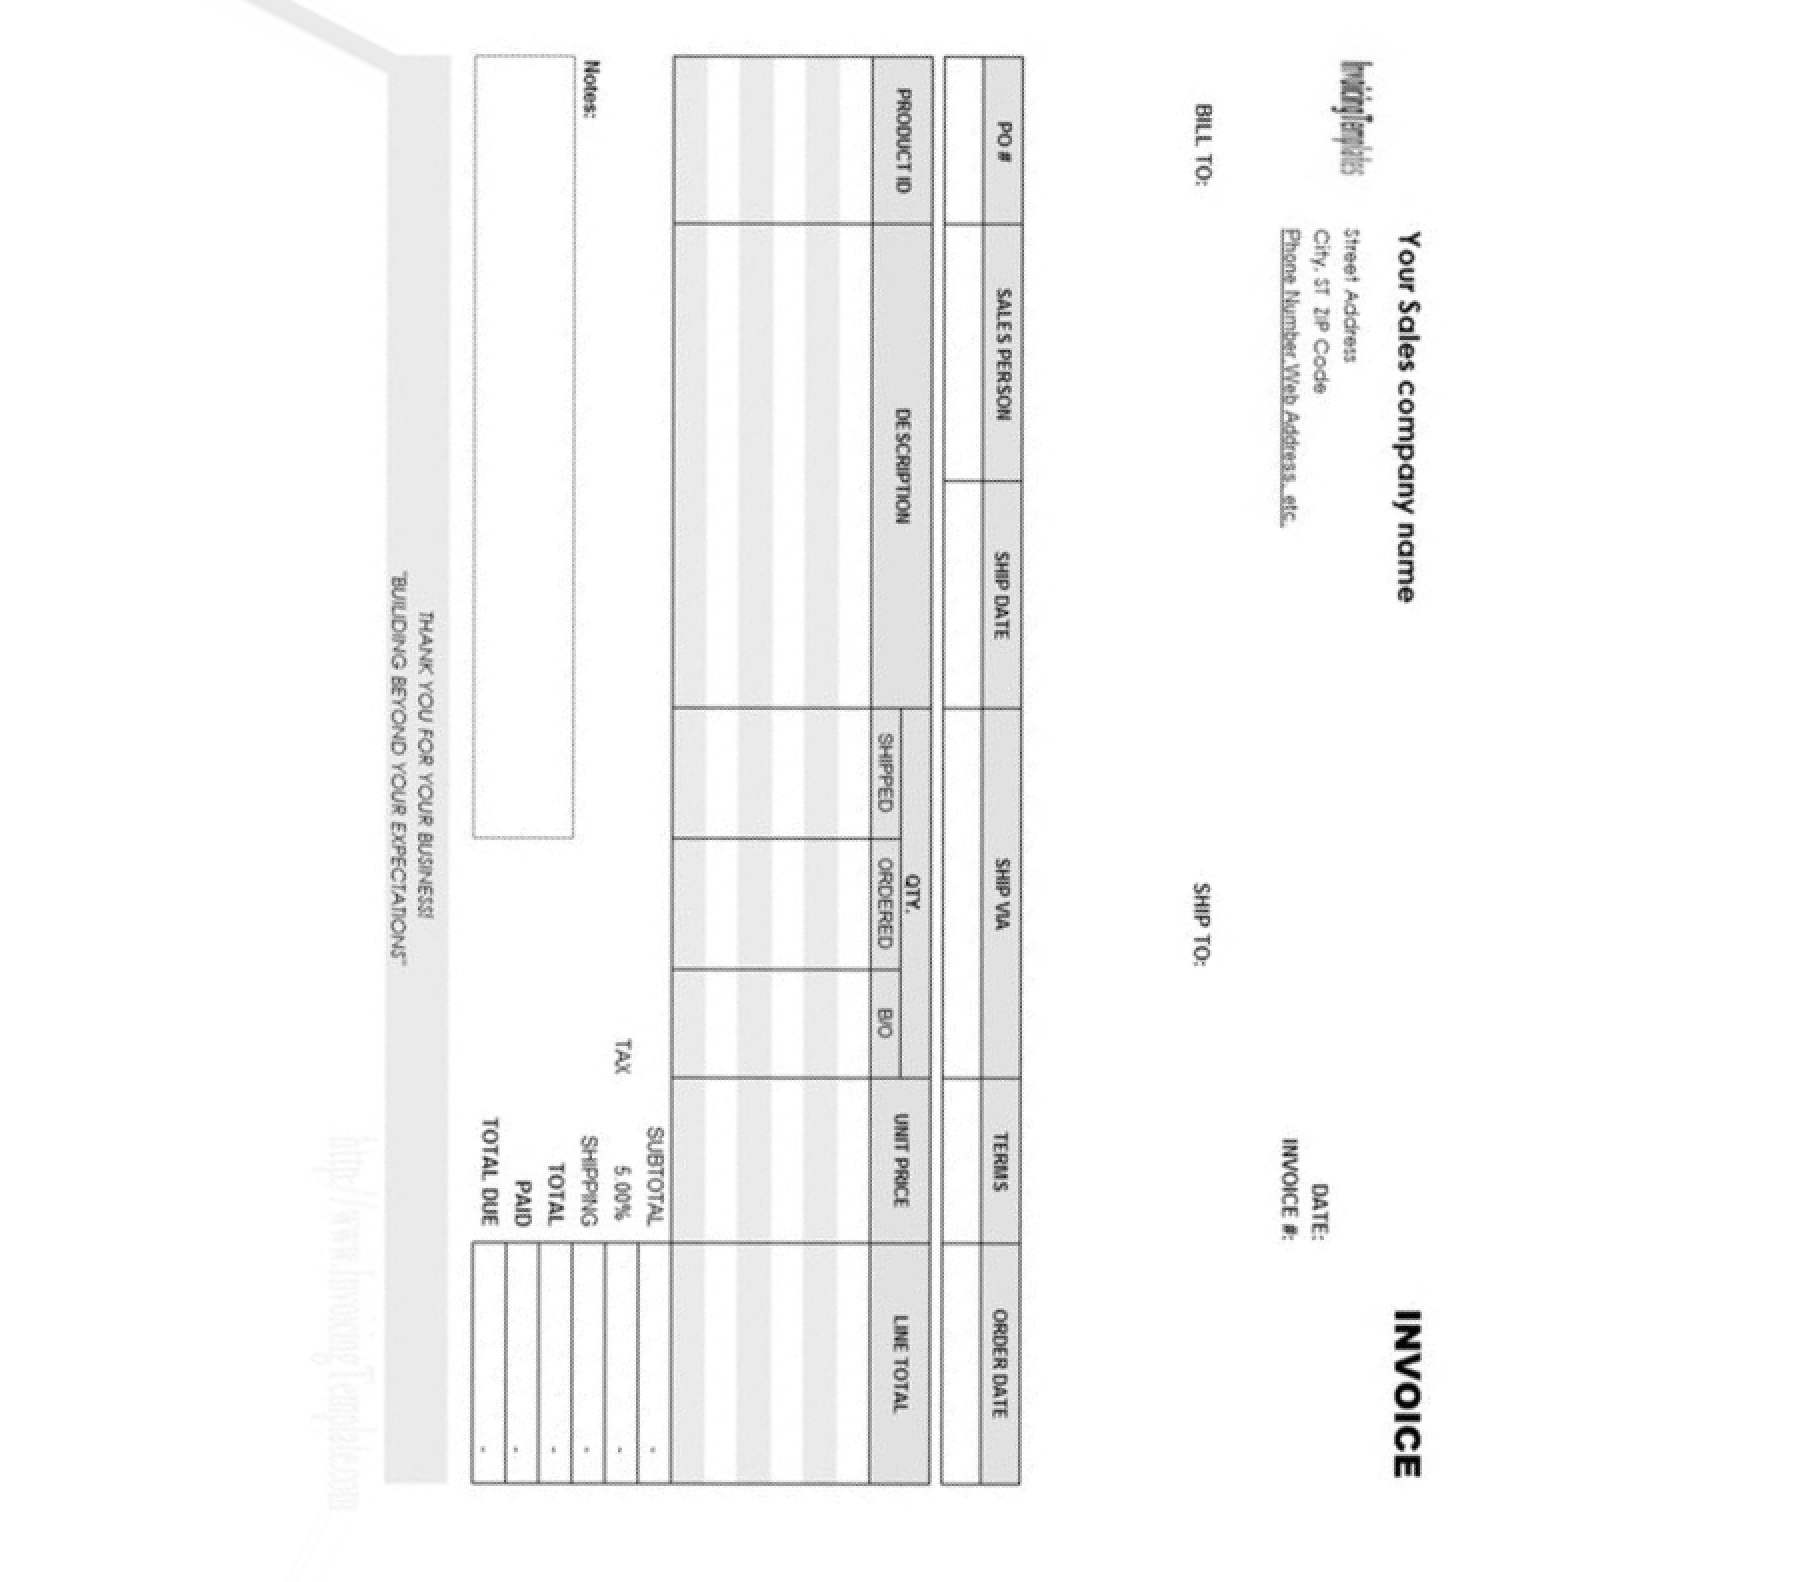 Your Sales company name INVOICE
InvoicingTemplates
Street Address
City, ST ZIP Code DATE:
Phone Number,Web Address, etc. INVOICE #:
BILL TO: SHIP TO:
PO # SALES PERSON SHIP DATE SHIP VIA TERMS ORDER DATE
PRODUCT ID DESCRIPTION QTY. UNIT PRICE LINE TOTAL
SHIPPED ORDERED B/O
SUBTOTAL -
TAX 5.00% -
Notes: SHIPPING -
TOTAL -
PAID -
TOTAL DUE -
THANK YOU FOR YOUR BUSINESS!
"BUILIDING BEYOND YOUR EXPECTATIONS"
http://www.InvoicingTemplate.com